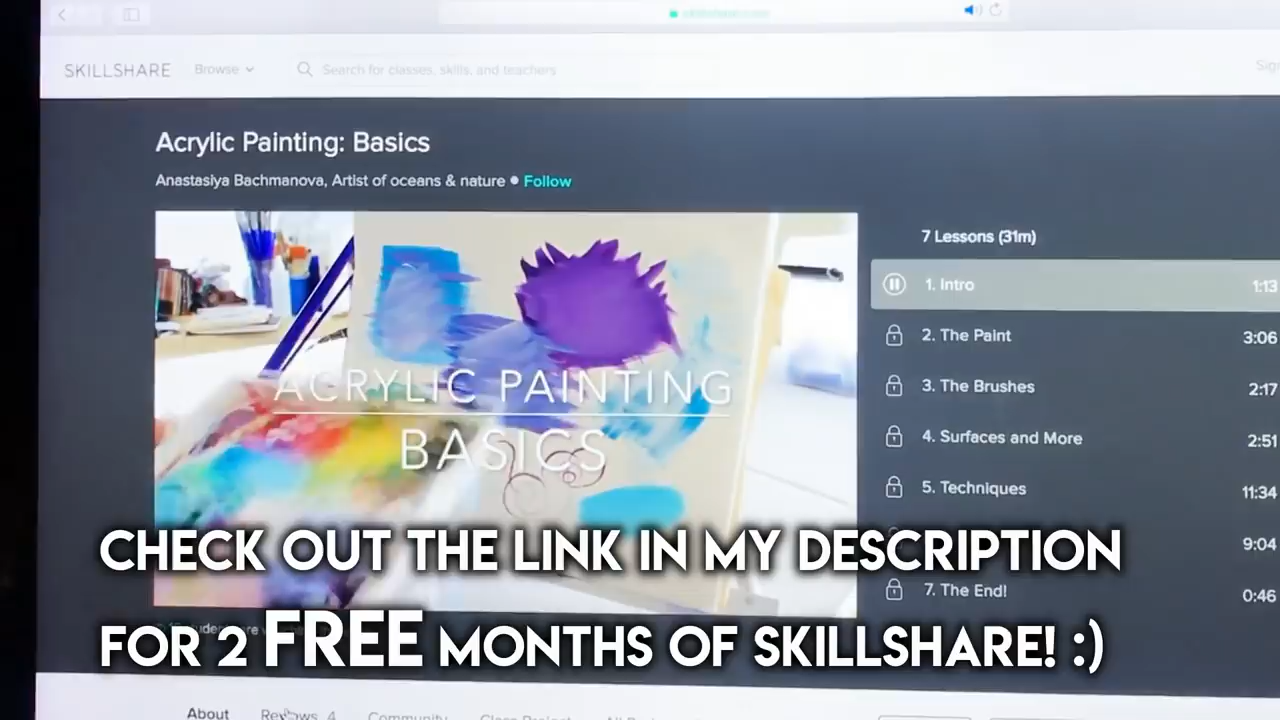 SKILLSHARE Browse Search for classes, skills, and teachers Sig
Acrylic Painting: Basics
Anastasiya Bachmanova, Artist of oceans & nature • Follow
ACRYLIC PAINTING
BASICS
7 Lessons (31m)
1. Intro 1:13
2. The Paint 3:06
3. The Brushes 2:17
4. Surfaces and More 2:51
5. Techniques 11:34
9:04
7. The End! 0:46
CHECK OUT THE LINK IN MY DESCRIPTION
FOR 2 FREE MONTHS OF SKILLSHARE! :)
About Reviews 4 Community Class Project